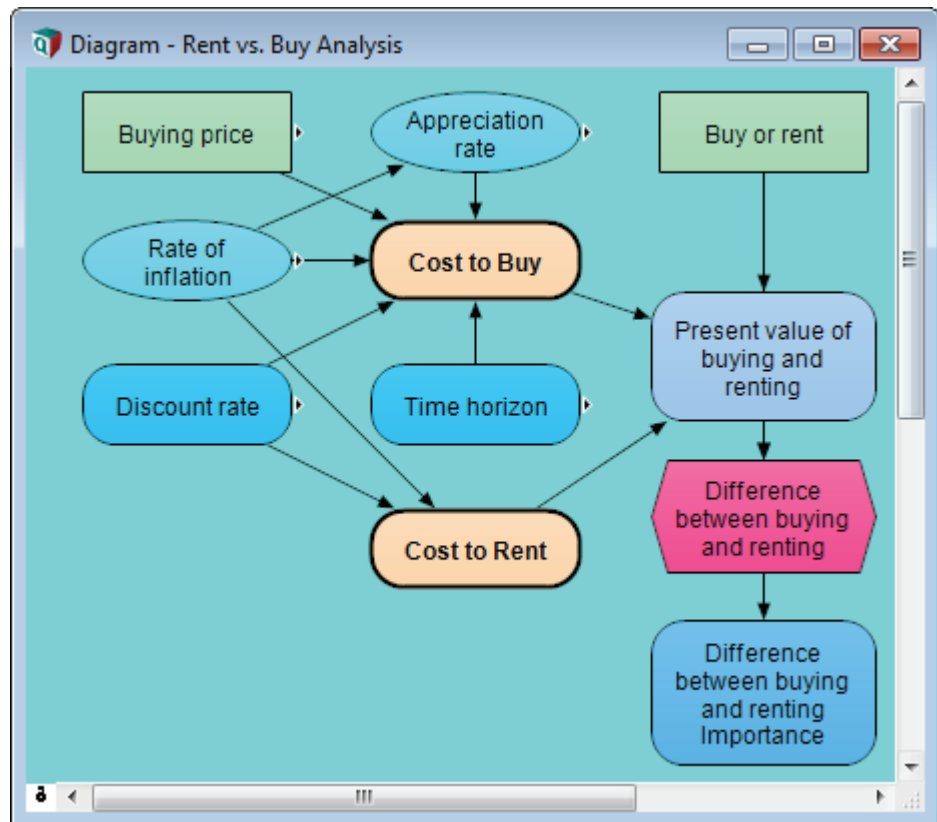 Diagram - Rent vs. Buy Analysis
Buying price
Appreciation
rate
Buy or rent
Rate of
inflation
Cost to Buy
Present value of
buying and
renting
Discount rate
Time horizon
Difference
between buying
and renting
Cost to Rent
Difference
between buying
and renting
Importance